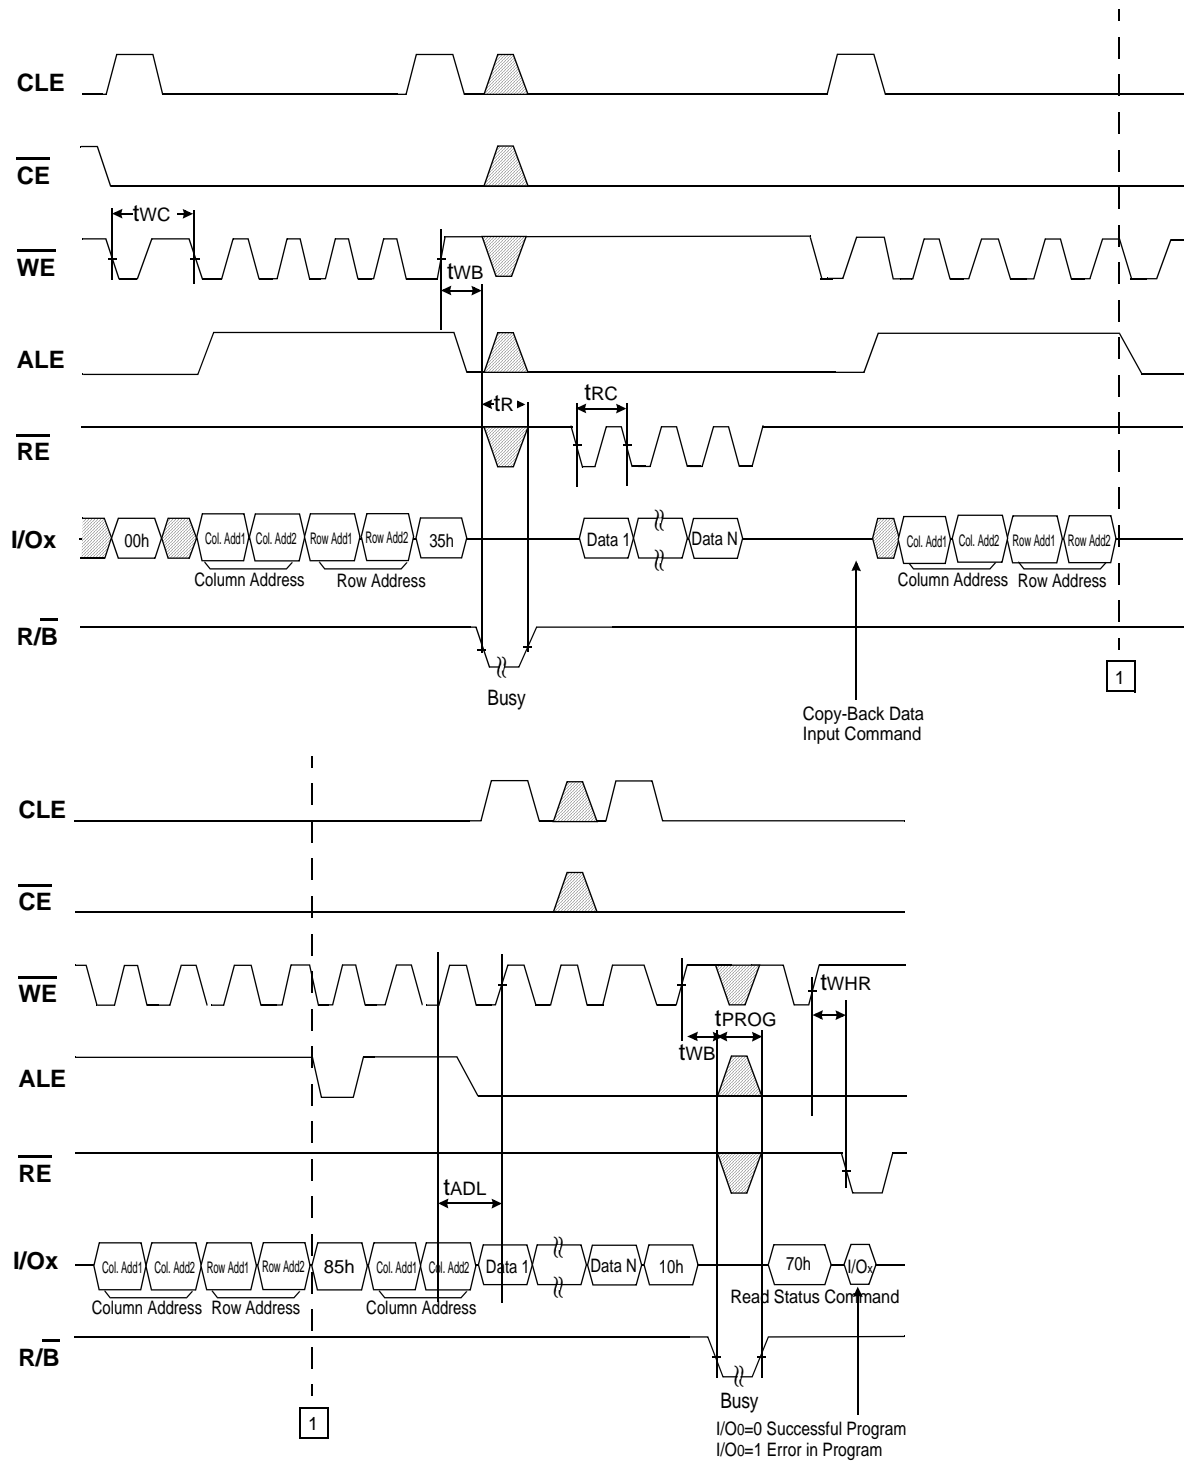 CLE
CE
tWC
WE
tWB
ALE
tR
tRC
RE
I/Ox
00h
Col. Add1
Col. Add2
Row Add1
Row Add2
35h
Data 1
Data N
Col. Add1
Col. Add2
Row Add1
Row Add2
Column Address
Row Address
Column Address
Row Address
R/B
Busy
1
Copy-Back Data
Input Command
CLE
CE
WE
tWHR
tPROG
tWB
ALE
RE
tADL
I/Ox
Col. Add1
Col. Add2
Row Add1
Row Add2
85h
Col. Add1
Col. Add2
Data 1
Data N
10h
70h
I/Ox
Column Address
Row Address
Column Address
Read Status Command
R/B
Busy
1
I/O0=0 Successful Program
I/O0=1 Error in Program